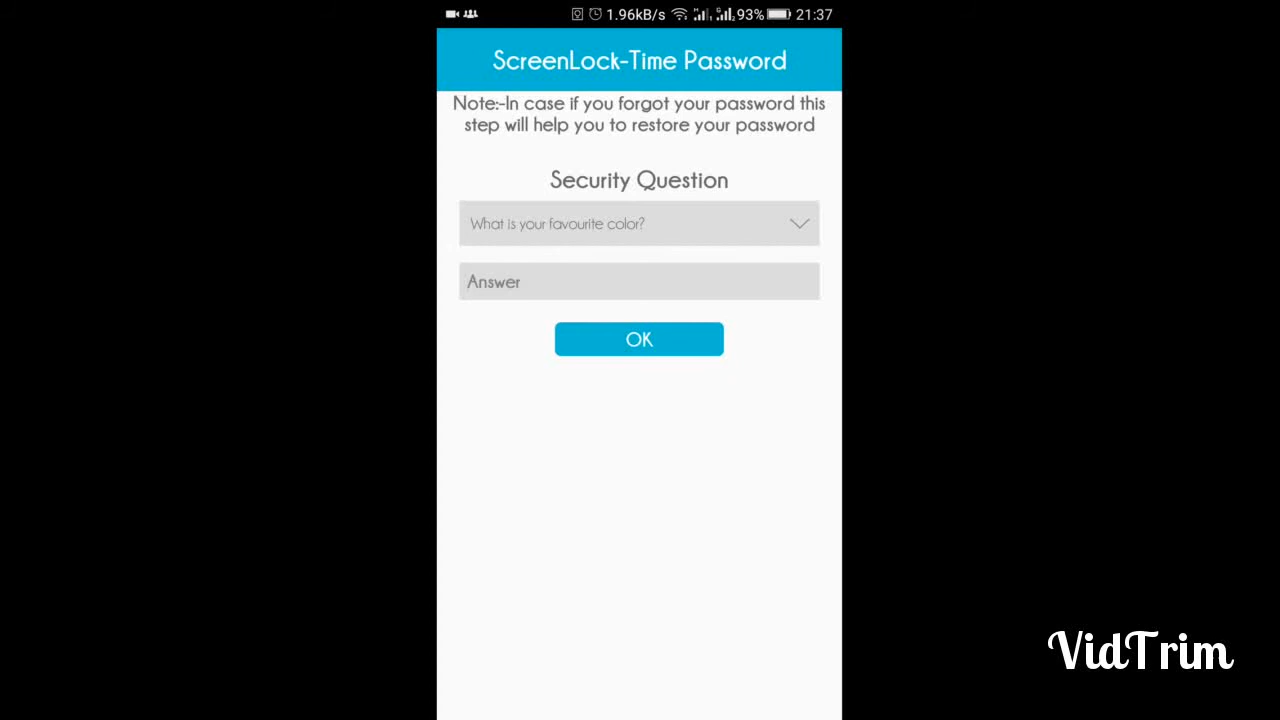 1.96kB/s 93% 21:37
ScreenLock-Time Password
Note:-In case if you forgot your password this
step will help you to restore your password
Security Question
What is your favourite color?
Answer
OK
VidTrim